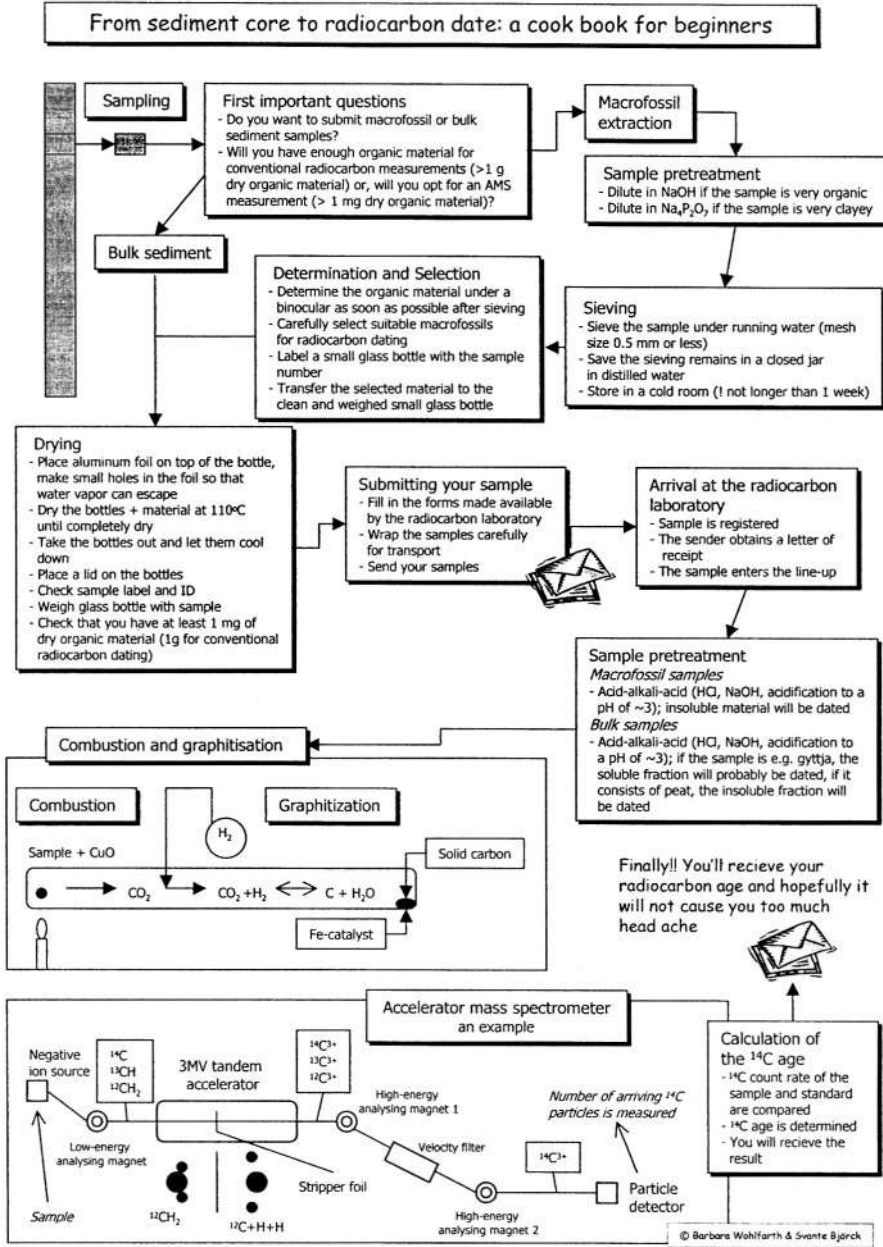 From sediment core to radiocarbon date: a cook book for beginners
Sampling
First important questions
- Do you want to submit macrofossil or bulk
sediment samples?
- Will you have enough organic material for
conventional radiocarbon measurements (>1 g
dry organic material) or, will you opt for an AMS
measurement (> 1 mg dry organic material)?
Macrofossil
extraction
Sample pretreatment
- Dilute in NaOH if the sample is very organic
- Dilute in Na₄P₂O₇ if the sample is very clayey
Bulk sediment
Determination and Selection
- Determine the organic material under a
binocular as soon as possible after sieving
- Carefully select suitable macrofossils
for radiocarbon dating
- Label a small glass bottle with the sample
number
- Transfer the selected material to the
clean and weighed small glass bottle
Sieving
- Sieve the sample under running water (mesh
size 0.5 mm or less)
- Save the sieving remains in a closed jar
in distilled water
- Store in a cold room (! not longer than 1 week)
Drying
- Place aluminum foil on top of the bottle,
make small holes in the foil so that
water vapor can escape
- Dry the bottles + material at 110ºC
until completely dry
- Take the bottles out and let them cool
down
- Place a lid on the bottles
- Check sample label and ID
- Weigh glass bottle with sample
- Check that you have at least 1 mg of
dry organic material (1g for conventional
radiocarbon dating)
Submitting your sample
- Fill in the forms made available
by the radiocarbon laboratory
- Wrap the samples carefully
for transport
- Send your samples
Arrival at the radiocarbon
laboratory
- Sample is registered
- The sender obtains a letter of
receipt
- The sample enters the line-up
Sample pretreatment
Macrofossil samples
- Acid-alkali-acid (HCl, NaOH, acidification to a
pH of ~3); insoluble material will be dated
Bulk samples
- Acid-alkali-acid (HCl, NaOH, acidification to
a pH of ~3); if the sample is e.g. gyttja, the
soluble fraction will probably be dated, if it
consists of peat, the insoluble fraction will
be dated
Combustion and graphitisation
Combustion
Graphitization
H₂
Sample + CuO
Solid carbon
CO₂
CO₂ +H₂
C + H₂O
Fe-catalyst
Finally!! You'll recieve your
radiocarbon age and hopefully it
will not cause you too much
head ache
Accelerator mass spectrometer
an example
Negative
ion source
¹⁴C
¹³CH
¹²CH₂
3MV tandem
accelerator
¹⁴C³⁺
¹³C³⁺
¹²C³⁺
High-energy
analysing magnet 1
Number of arriving ¹⁴C
particles is measured
Low-energy
analysing magnet
Velocity filter
¹⁴C³⁺
Stripper foil
Particle
detector
Sample
¹²CH₂
¹²C+H+H
High-energy
analysing magnet 2
Calculation of
the ¹⁴C age
- ¹⁴C count rate of the
sample and standard
are compared
- ¹⁴C age is determined
- You will recieve the
result
© Barbara Wohlfarth & Svante Björck